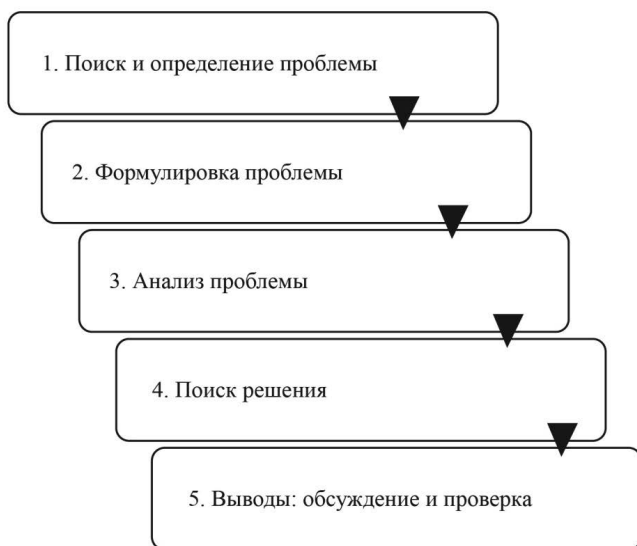 1. Поиск и определение проблемы
2. Формулировка проблемы
3. Анализ проблемы
4. Поиск решения
5. Выводы: обсуждение и проверка